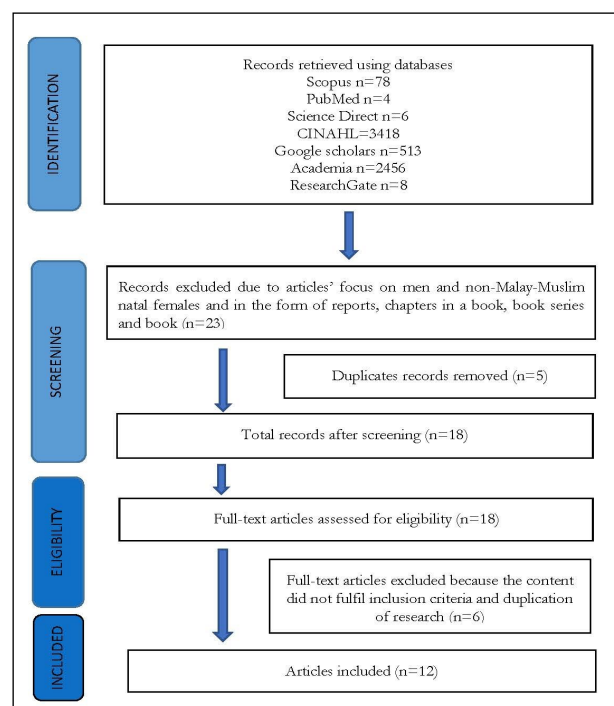 IDENTIFICATION
Records retrieved using databases
Scopus n=78
PubMed n=4
Science Direct n=6
CINAHL=3418
Google scholars n=513
Academia n=2456
ResearchGate n=8
SCREENING
Records excluded due to articles’ focus on men and non-Malay-Muslim
natal females and in the form of reports, chapters in a book, book series
and book (n=23)
Duplicates records removed (n=5)
Total records after screening (n=18)
ELIGIBILITY
Full-text articles assessed for eligibility (n=18)
Full-text articles excluded because the content
did not fulfil inclusion criteria and duplication
of research (n=6)
INCLUDED
Articles included (n=12)